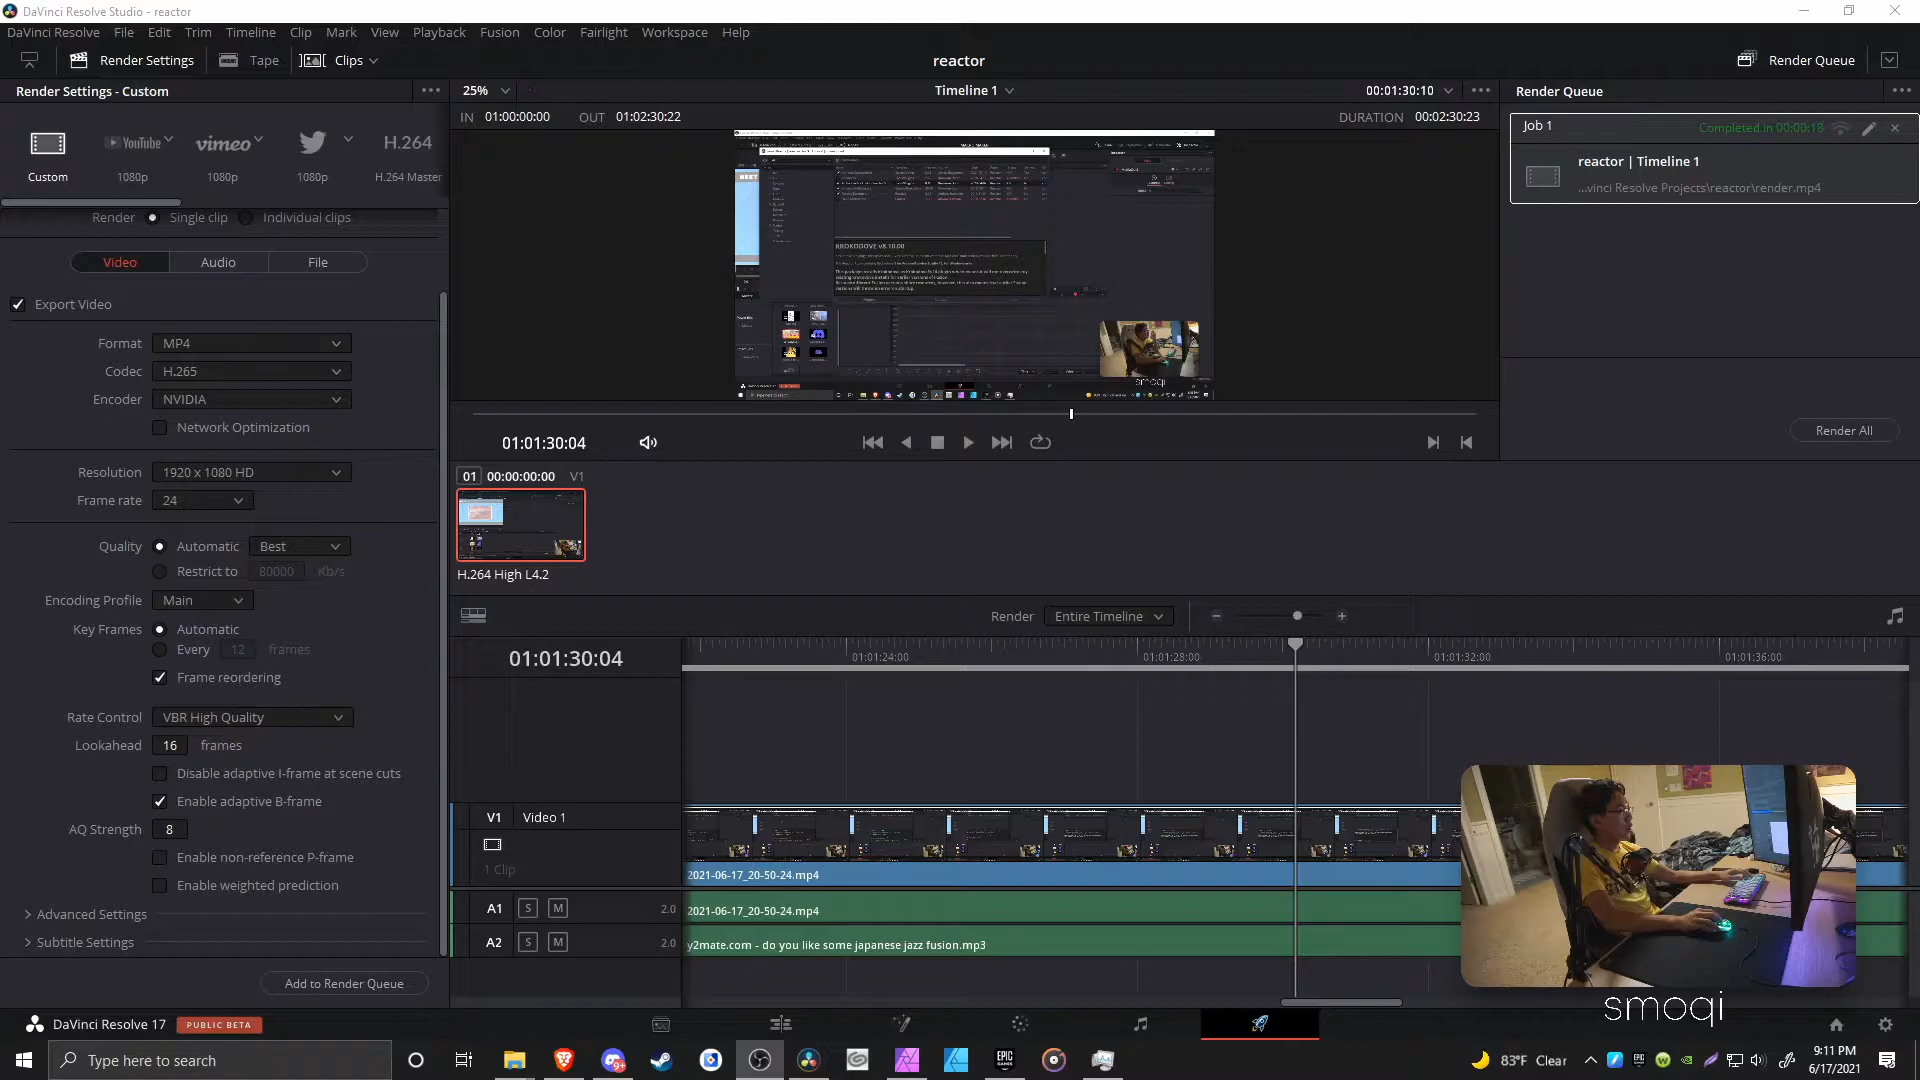 DaVinci Resolve Studio - reactor
DaVinci Resolve File Edit Trim Timeline Clip Mark View Playback Fusion Color Fairlight Workspace Help
Render Settings Tape Clips reactor Render Queue
Render Settings - Custom 25% Timeline 1 00:01:30:10 Render Queue
IN 01:00:00:00 OUT 01:02:30:22 DURATION 00:02:30:23
Job 1 Completed in 00:00:18
reactor | Timeline 1
...vinci Resolve Projects\reactor\render.mp4
YouTube vimeo H.264
Custom 1080p 1080p 1080p H.264 Master
Render Single clip Individual clips
Video Audio File
Export Video
Format MP4
Codec H.265
Encoder NVIDIA
Network Optimization
Resolution 1920 x 1080 HD
Frame rate 24
Quality Automatic Best
Restrict to 80000 Kb/s
Encoding Profile Main
Key Frames Automatic
Every 12 frames
Frame reordering
Rate Control VBR High Quality
Lookahead 16 frames
Disable adaptive I-frame at scene cuts
Enable adaptive B-frame
AQ Strength 8
Enable non-reference P-frame
Enable weighted prediction
Advanced Settings
Subtitle Settings
Add to Render Queue
NEXT
KROKODOVE v8.10.00
smoqi
01:01:30:04
Render All
01 00:00:00:00 V1
H.264 High L4.2
Render Entire Timeline
01:01:30:04
01:01:24:00 01:01:28:00 01:01:32:00 01:01:36:00
V1 Video 1
1 Clip
2021-06-17_20-50-24.mp4
A1 S M 2.0 2021-06-17_20-50-24.mp4
A2 S M 2.0 y2mate.com - do you like some japanese jazz fusion.mp3
smoqi
DaVinci Resolve 17 PUBLIC BETA
Type here to search
9+
EPIC GAMES
83°F Clear
9:11 PM
6/17/2021